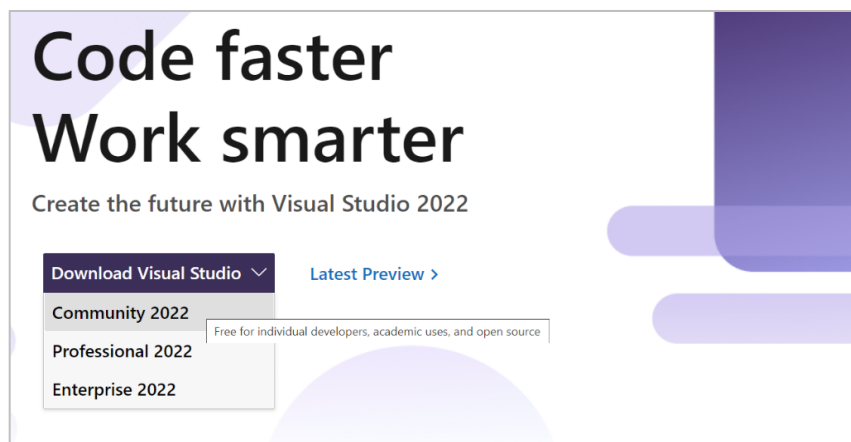 Code faster
Work smarter
Create the future with Visual Studio 2022
Download Visual Studio
Latest Preview >
Community 2022
Free for individual developers, academic uses, and open source
Professional 2022
Enterprise 2022